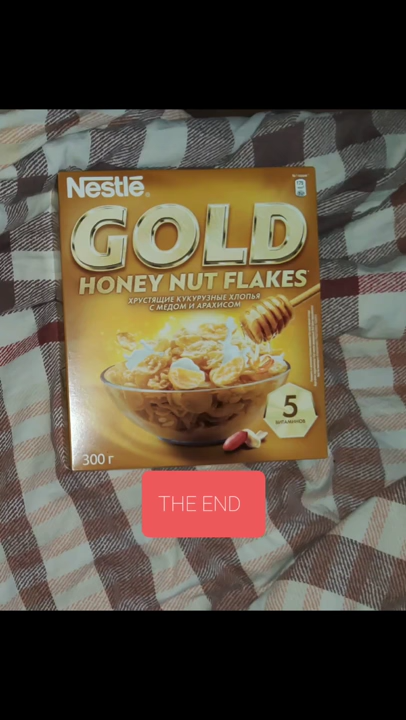 Nestlé
GOLD
HONEY NUT FLAKES
ХРУСТЯЩИЕ КУКУРУЗНЫЕ ХЛОПЬЯ
С МЕДОМ И АРАХИСОМ
5
ВИТАМИНОВ
300 г
THE END